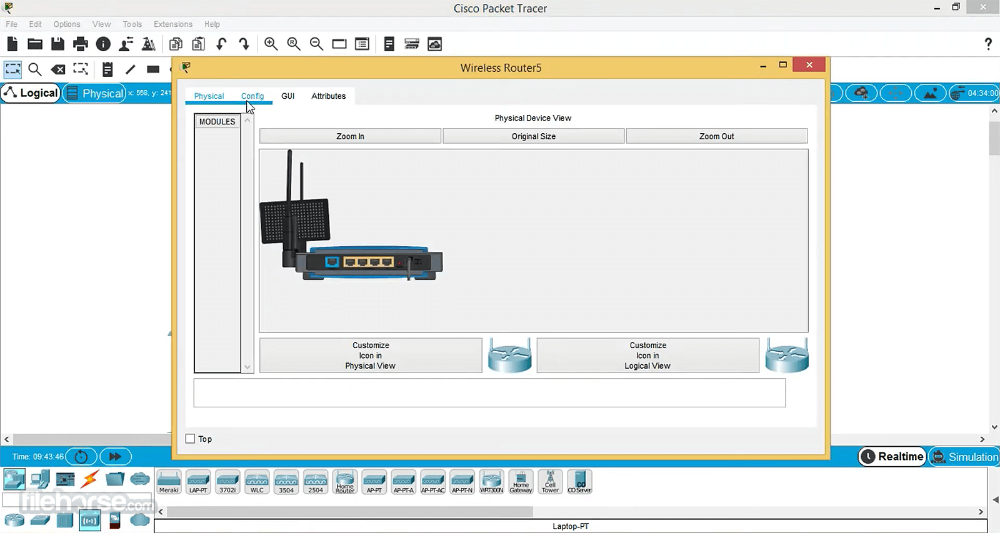 Cisco Packet Tracer
File Edit Options View Tools Extensions Help
Wireless Router5
Logical Physical x: 568, y: 241 04:34:00
Physical Config GUI Attributes
MODULES
Physical Device View
Zoom In Original Size Zoom Out
Customize
Icon in
Physical View
Customize
Icon in
Logical View
Top
Time: 09:43:46 Realtime Simulation
Meraki LAP-PT 3702i WLC 3504 2504 Home Router AP-PT AP-PT-A AP-PT-AC AP-PT-N WRT300N Home Gateway Cell Tower CO Server
filehorse.com
Laptop-PT